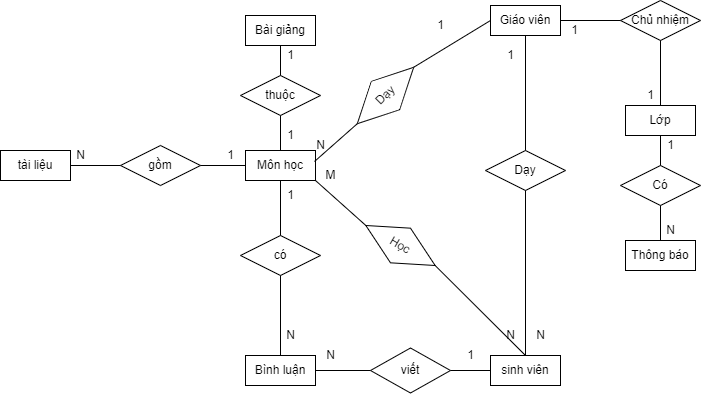 Giáo viên
Chủ nhiệm
Bài giảng
1
1
1
1
1
thuộc
Dạy
1
Lớp
1
N
1
tài liệu
N
gồm
1
Môn học
M
Dạy
Có
1
N
Học
có
Thông báo
N
N
N
N
1
Bình luận
viết
sinh viên